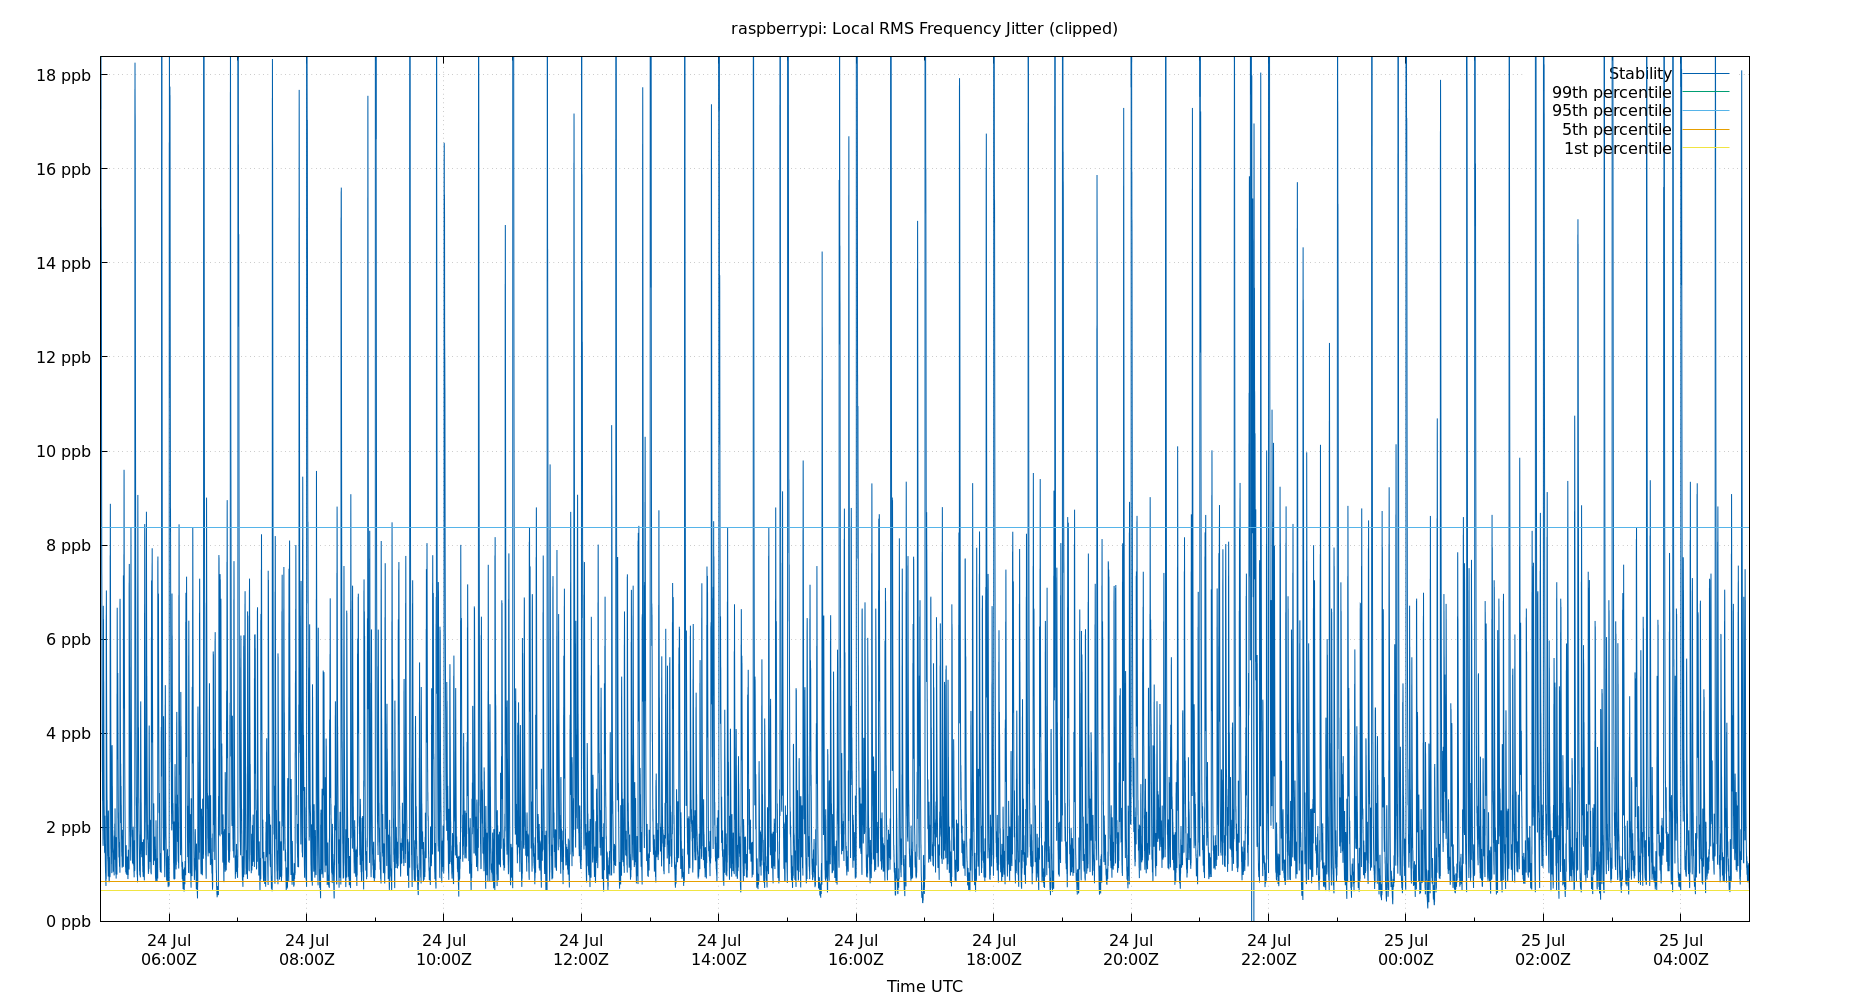 raspberrypi: Local RMS Frequency Jitter (clipped)
18 ppb
16 ppb
14 ppb
12 ppb
10 ppb
8 ppb
6 ppb
4 ppb
2 ppb
0 ppb
Stability
99th percentile
95th percentile
5th percentile
1st percentile
24 Jul 24 Jul 24 Jul 24 Jul 24 Jul 24 Jul 24 Jul 24 Jul 24 Jul 25 Jul 25 Jul 25 Jul
06:00Z 08:00Z 10:00Z 12:00Z 14:00Z 16:00Z 18:00Z 20:00Z 22:00Z 00:00Z 02:00Z 04:00Z
Time UTC